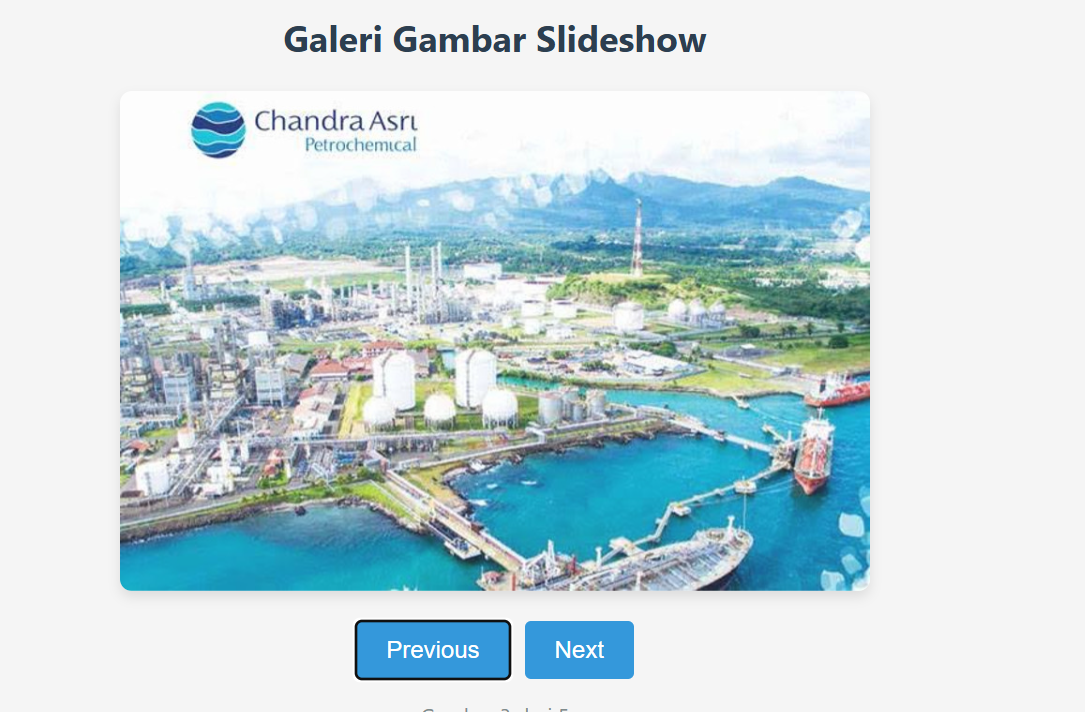 Galeri Gambar Slideshow
Chandra Asri
Petrochemical
Previous
Next